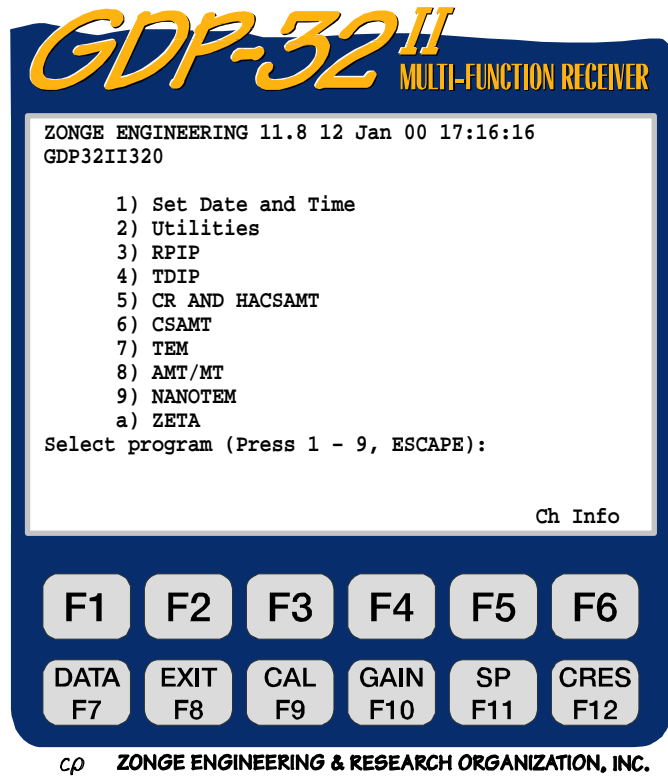 GDP-32 II
MULTI-FUNCTION RECEIVER
ZONGE ENGINEERING 11.8 12 Jan 00 17:16:16
GDP32II320
1) Set Date and Time
2) Utilities
3) RPIP
4) TDIP
5) CR AND HACSAMT
6) CSAMT
7) TEM
8) AMT/MT
9) NANOTEM
a) ZETA
Select program (Press 1 - 9, ESCAPE):
Ch Info
F1 F2 F3 F4 F5 F6
DATA EXIT CAL GAIN SP CRES
F7 F8 F9 F10 F11 F12
cp ZONGE ENGINEERING & RESEARCH ORGANIZATION, INC.